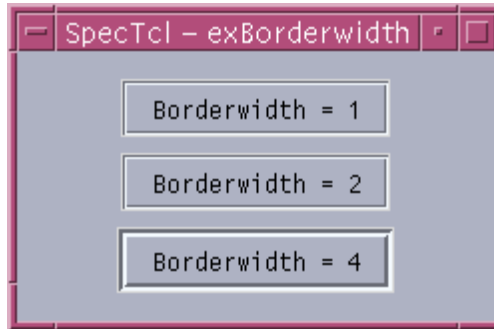 SpecTcl – exBorderwidth
Borderwidth = 1
Borderwidth = 2
Borderwidth = 4